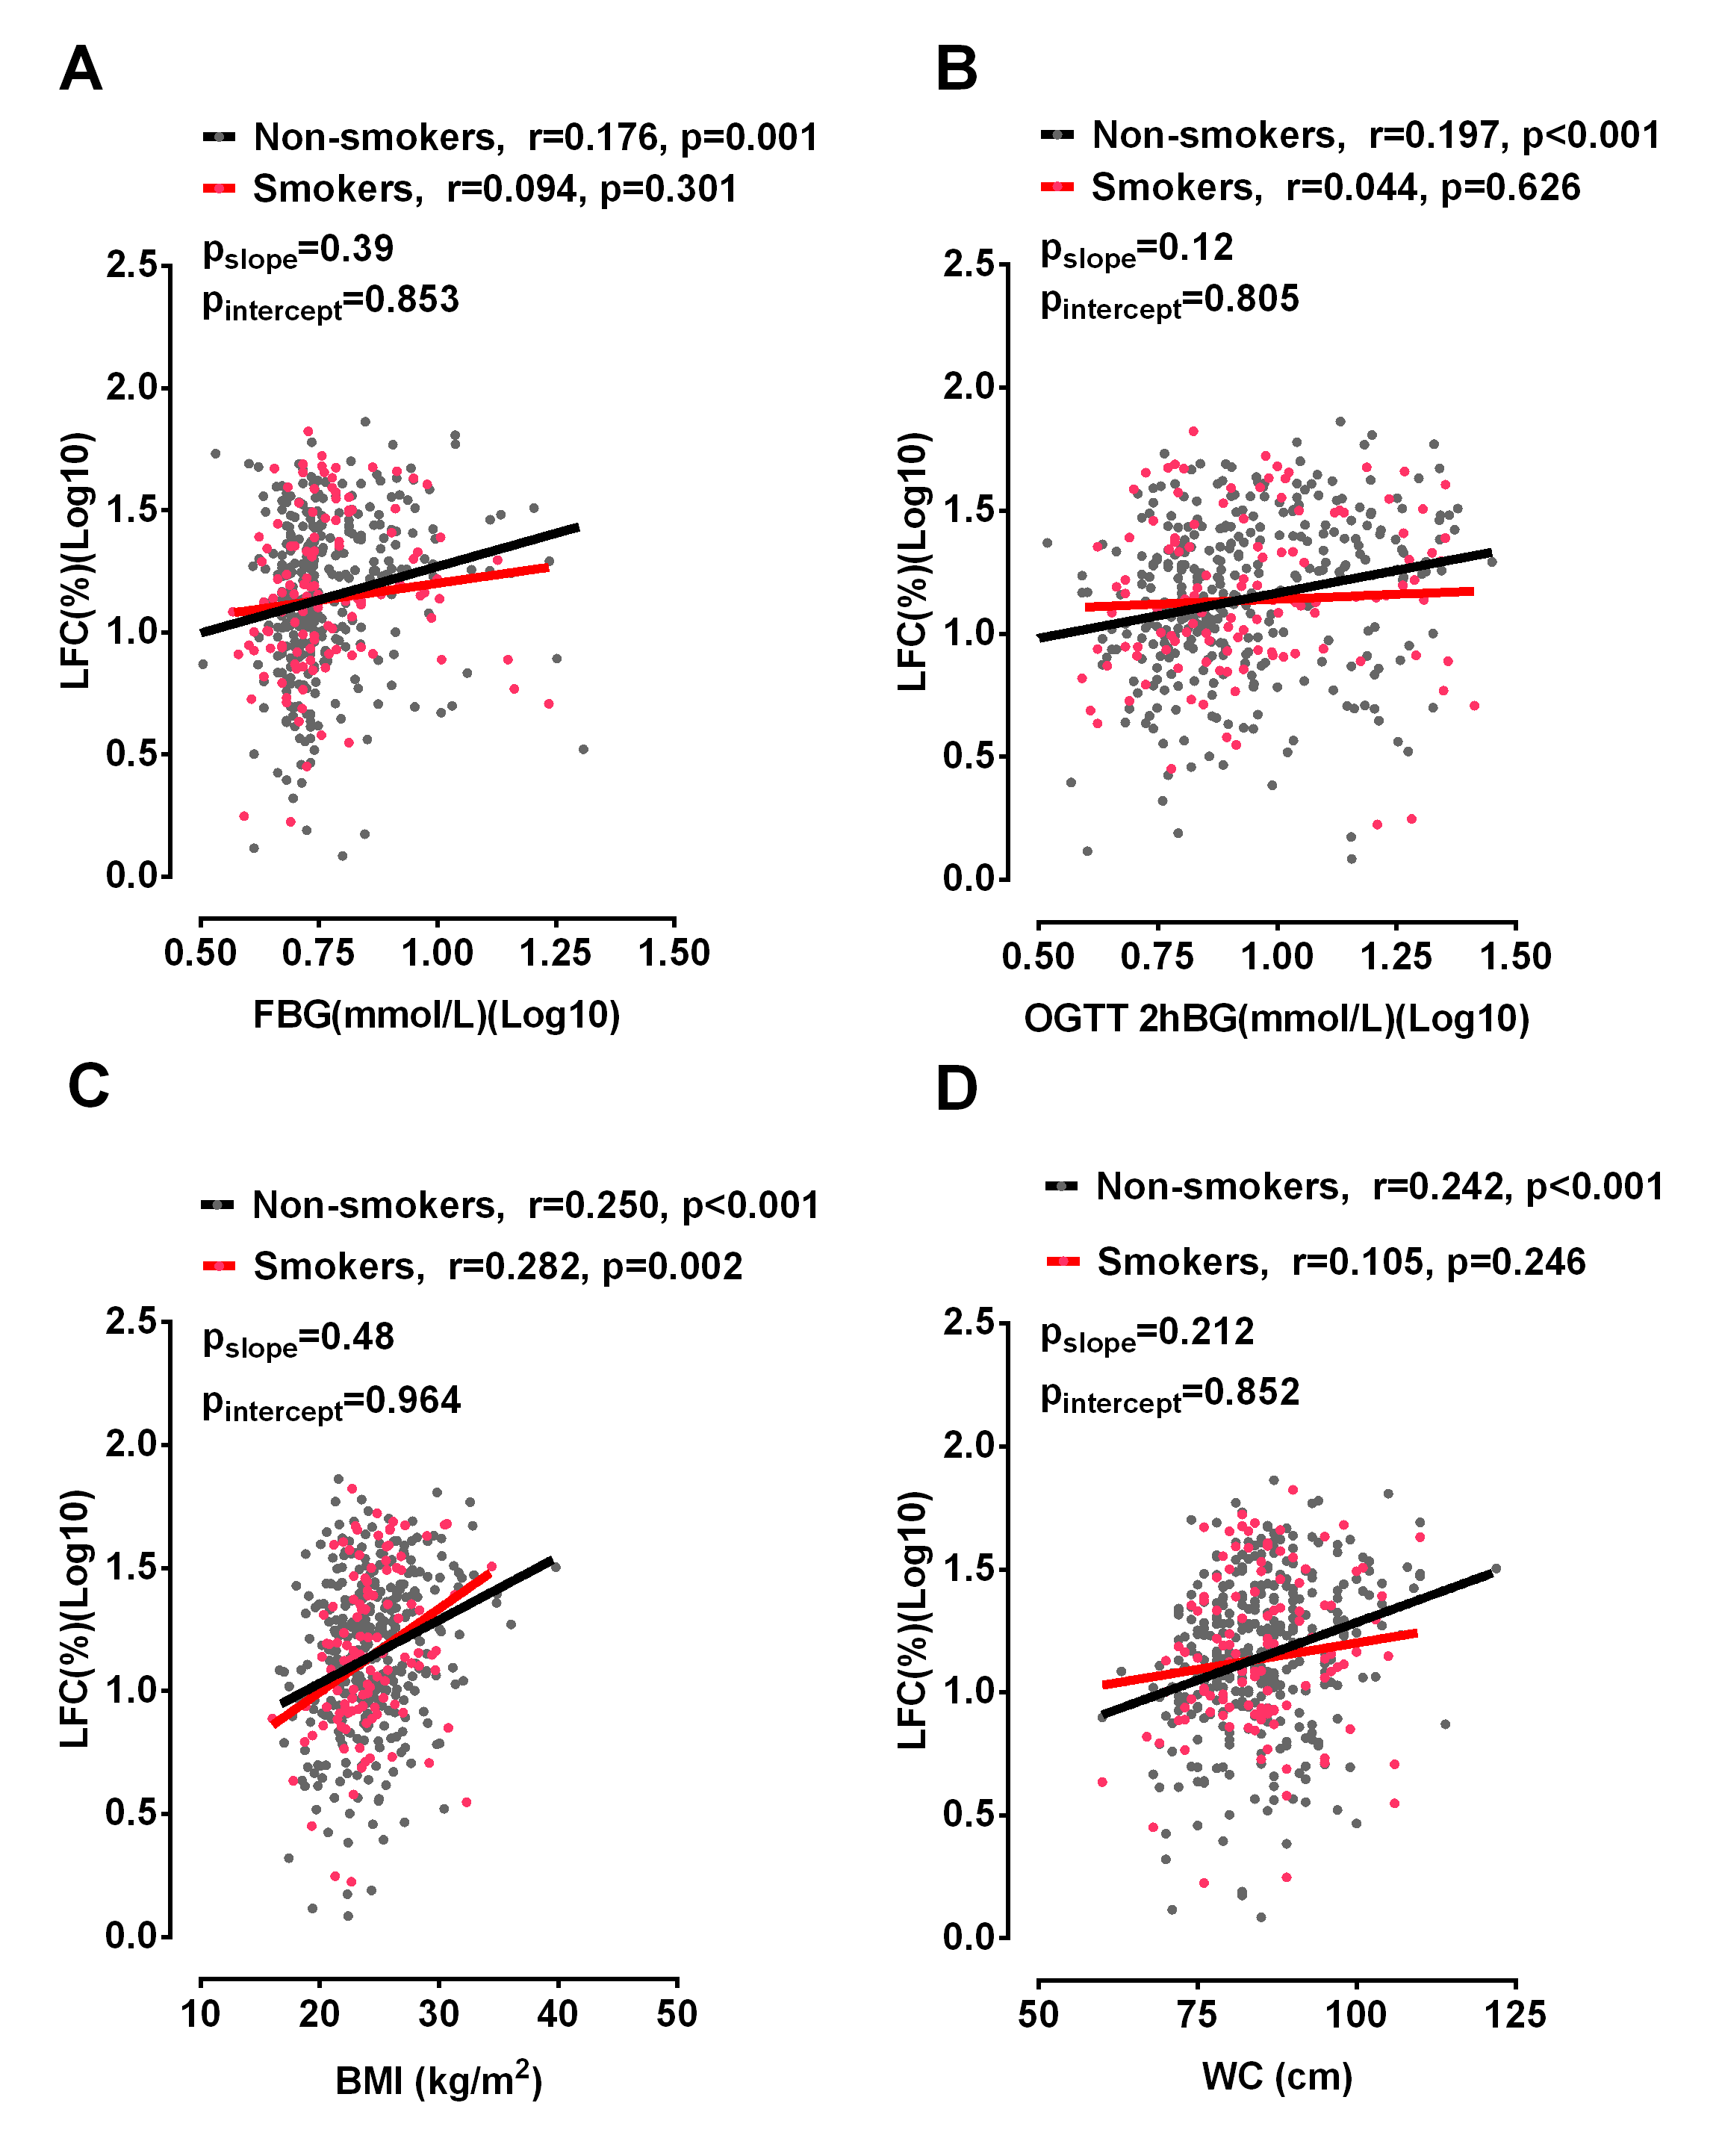 A
Non-smokers, r=0.176, p=0.001
Smokers, r=0.094, p=0.301
pslope=0.39
pintercept=0.853
2.5
2.0
1.5
1.0
0.5
0.0
LFC(%)(Log10)
0.50 0.75 1.00 1.25 1.50
FBG(mmol/L)(Log10)
B
Non-smokers, r=0.197, p<0.001
Smokers, r=0.044, p=0.626
pslope=0.12
pintercept=0.805
2.5
2.0
1.5
1.0
0.5
0.0
LFC(%)(Log10)
0.50 0.75 1.00 1.25 1.50
OGTT 2hBG(mmol/L)(Log10)
C
Non-smokers, r=0.250, p<0.001
Smokers, r=0.282, p=0.002
pslope=0.48
pintercept=0.964
2.5
2.0
1.5
1.0
0.5
0.0
LFC(%)(Log10)
10 20 30 40 50
BMI (kg/m²)
D
Non-smokers, r=0.242, p<0.001
Smokers, r=0.105, p=0.246
pslope=0.212
pintercept=0.852
2.5
2.0
1.5
1.0
0.5
0.0
LFC(%)(Log10)
50 75 100 125
WC (cm)